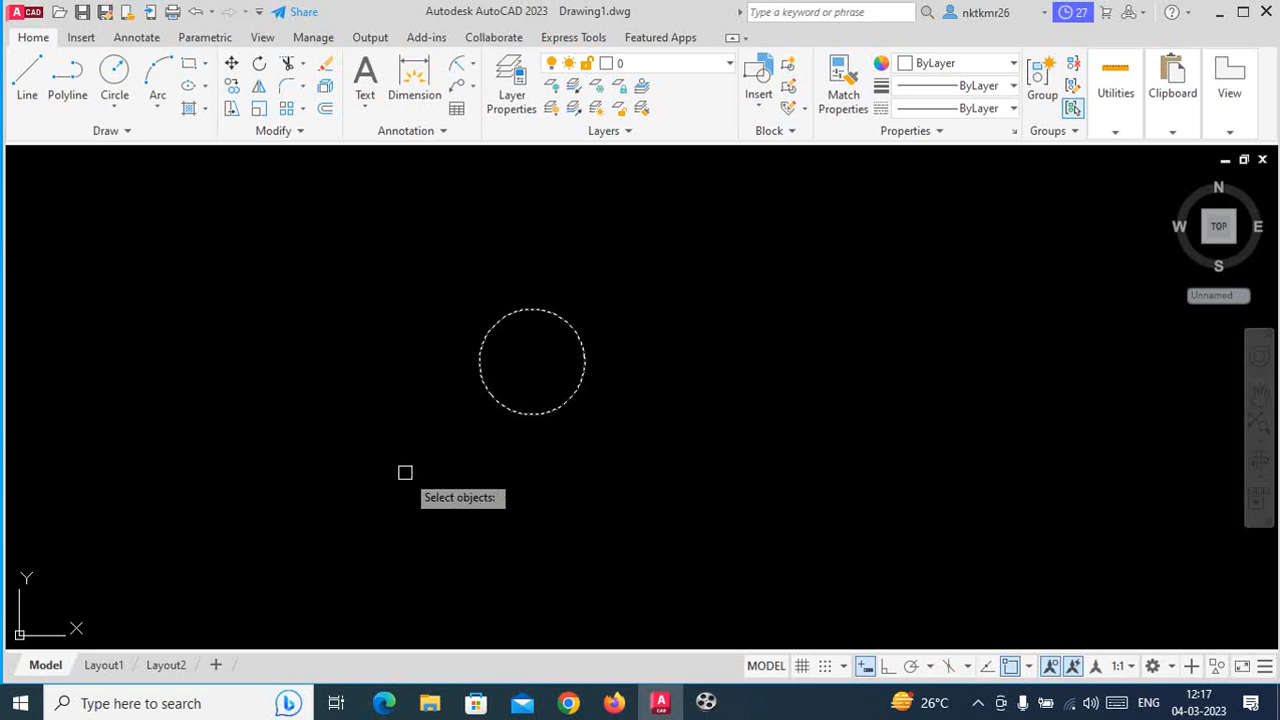 CAD
Share
Autodesk AutoCAD 2023 Drawing1.dwg
Type a keyword or phrase
nktkmr26
27
Home Insert Annotate Parametric View Manage Output Add-ins Collaborate Express Tools Featured Apps
Line
Polyline
Circle
Arc
Draw
Modify
A
Text
Dimension
Annotation
Layer
Properties
0
Layers
Insert
Block
Match
Properties
ByLayer
ByLayer
ByLayer
Properties
Group
Groups
Utilities
Clipboard
View
N
W
TOP
E
S
Unnamed
Select objects:
Y
X
Model
Layout1
Layout2
+
MODEL
1:1
Type here to search
CAD
26°C
ENG
12:17
04-03-2023